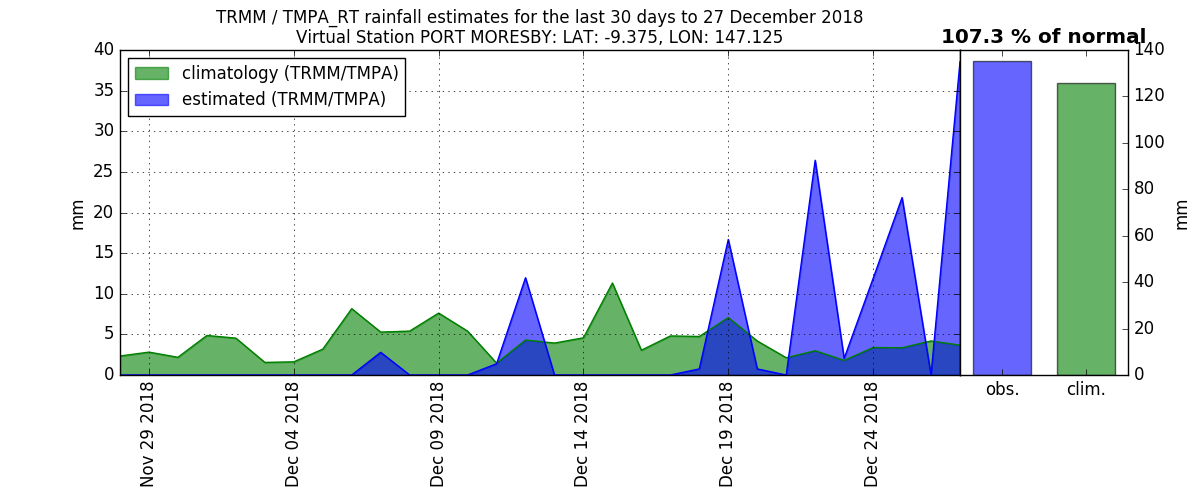 TRMM / TMPA_RT rainfall estimates for the last 30 days to 27 December 2018
Virtual Station PORT MORESBY: LAT: -9.375, LON: 147.125
107.3 % of normal
climatology (TRMM/TMPA)
estimated (TRMM/TMPA)
40
35
30
25
20
15
10
5
0
mm
Nov 29 2018
Dec 04 2018
Dec 09 2018
Dec 14 2018
Dec 19 2018
Dec 24 2018
obs.
clim.
140
120
100
80
60
40
20
0
mm